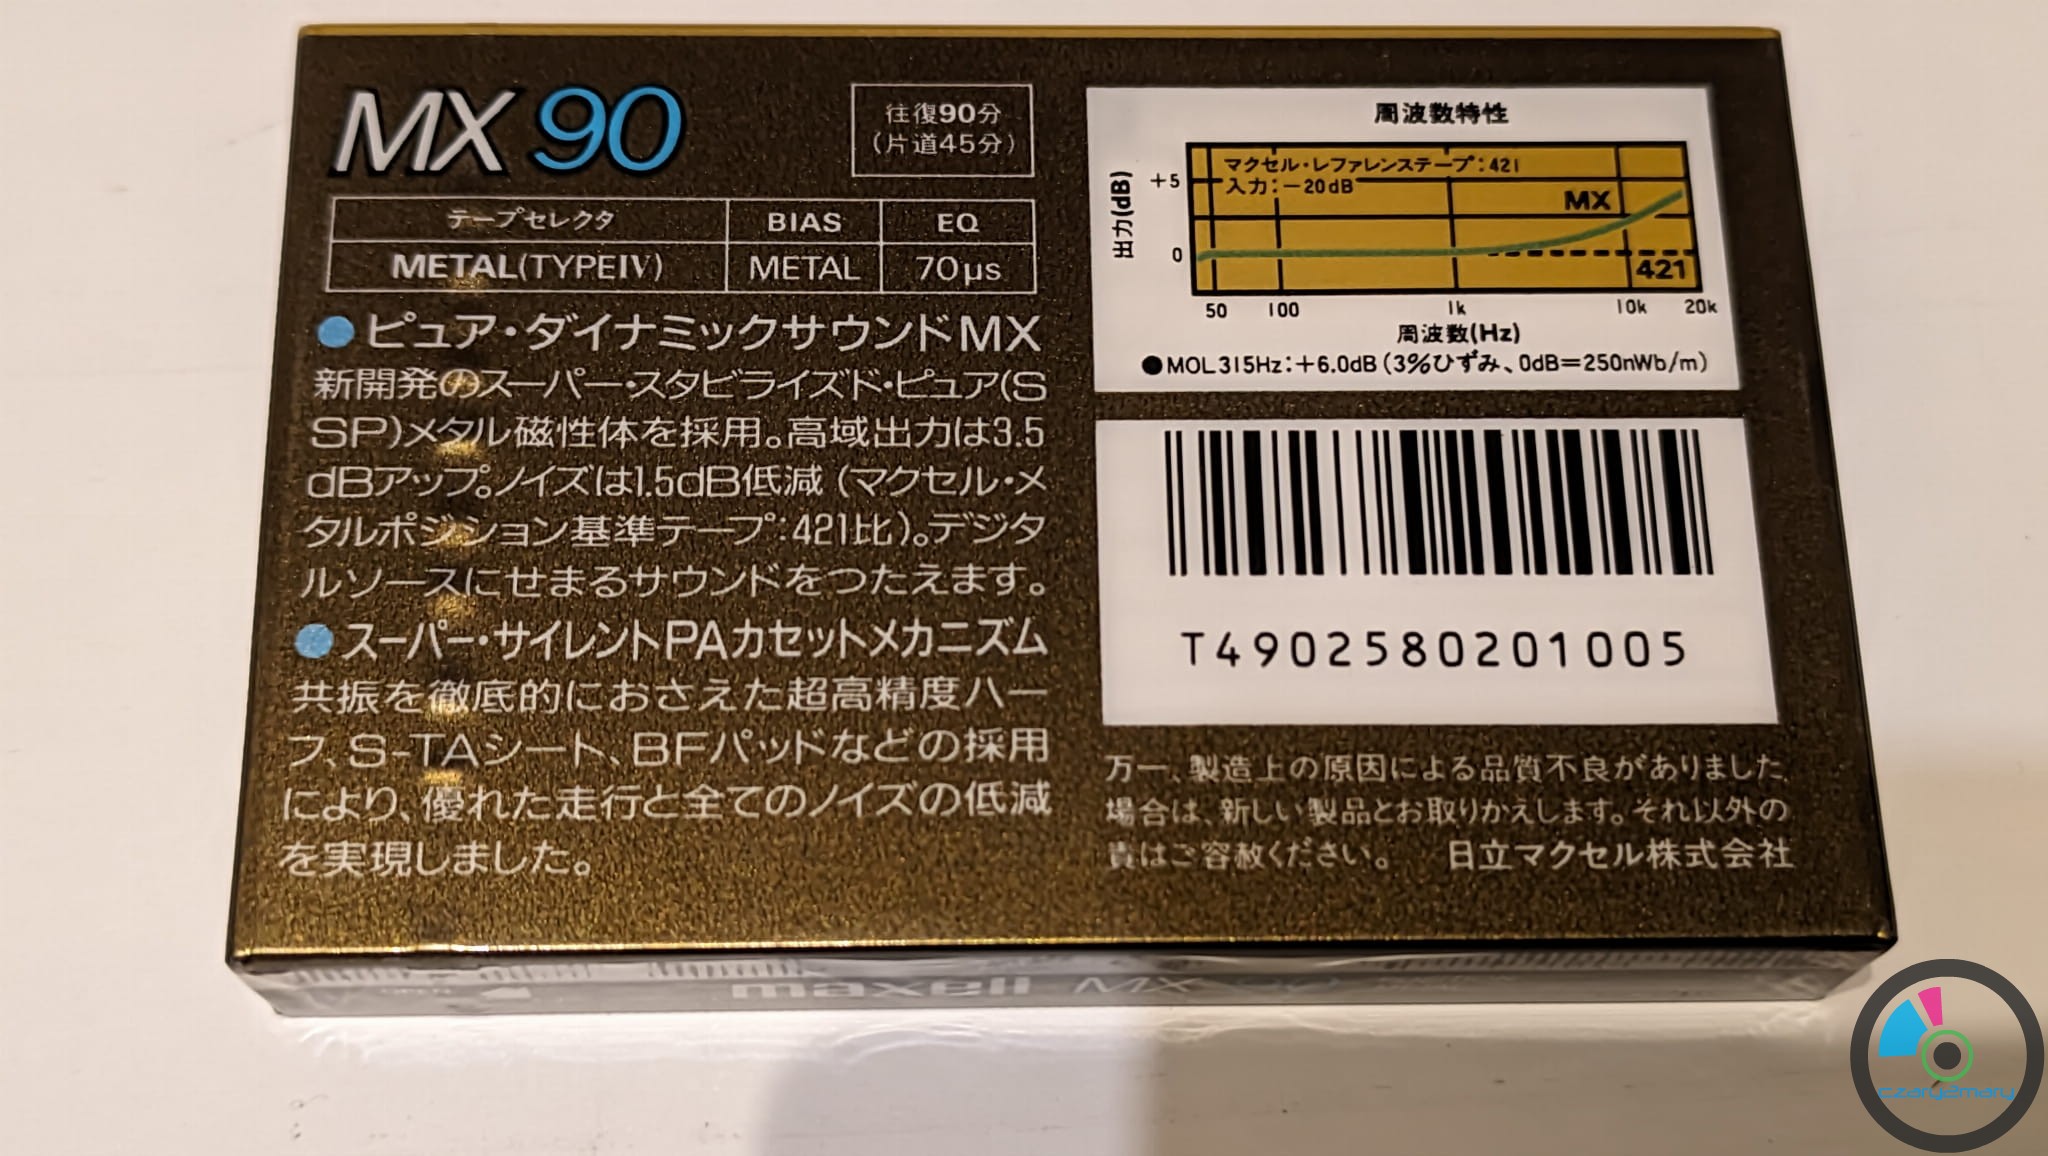 MX 90
往復90分
(片道45分)
テープセレクタ BIAS EQ
METAL(TYPEIV) METAL 70μs
●ピュア・ダイナミックサウンドMX
新開発のスーパー・スタビライズド・ピュア(S
SP)メタル磁性体を採用。高域出力は3.5
dBアップ。ノイズは1.5dB低減(マクセル・メ
タルポジション基準テープ:421比)。デジタ
ルソースにせまるサウンドをつたえます。
●スーパー・サイレントPAカセットメカニズム
共振を徹底的におさえた超高精度ハー
フ、S-TAシート、BFパッドなどの採用
により、優れた走行と全てのノイズの低減
を実現しました。
周波数特性
マクセル・レファレンステープ:421
入力:-20dB
MX
421
出力(dB)
+5
0
50 100 1k 10k 20k
周波数(Hz)
●MOL315Hz:+6.0dB(3%ひずみ、0dB=250nWb/m)
T4902580201005
万一、製造上の原因による品質不良がありました
場合は、新しい製品とお取りかえします。それ以外の
責はご容赦ください。 日立マクセル株式会社
maxell MX 90
czary2mary